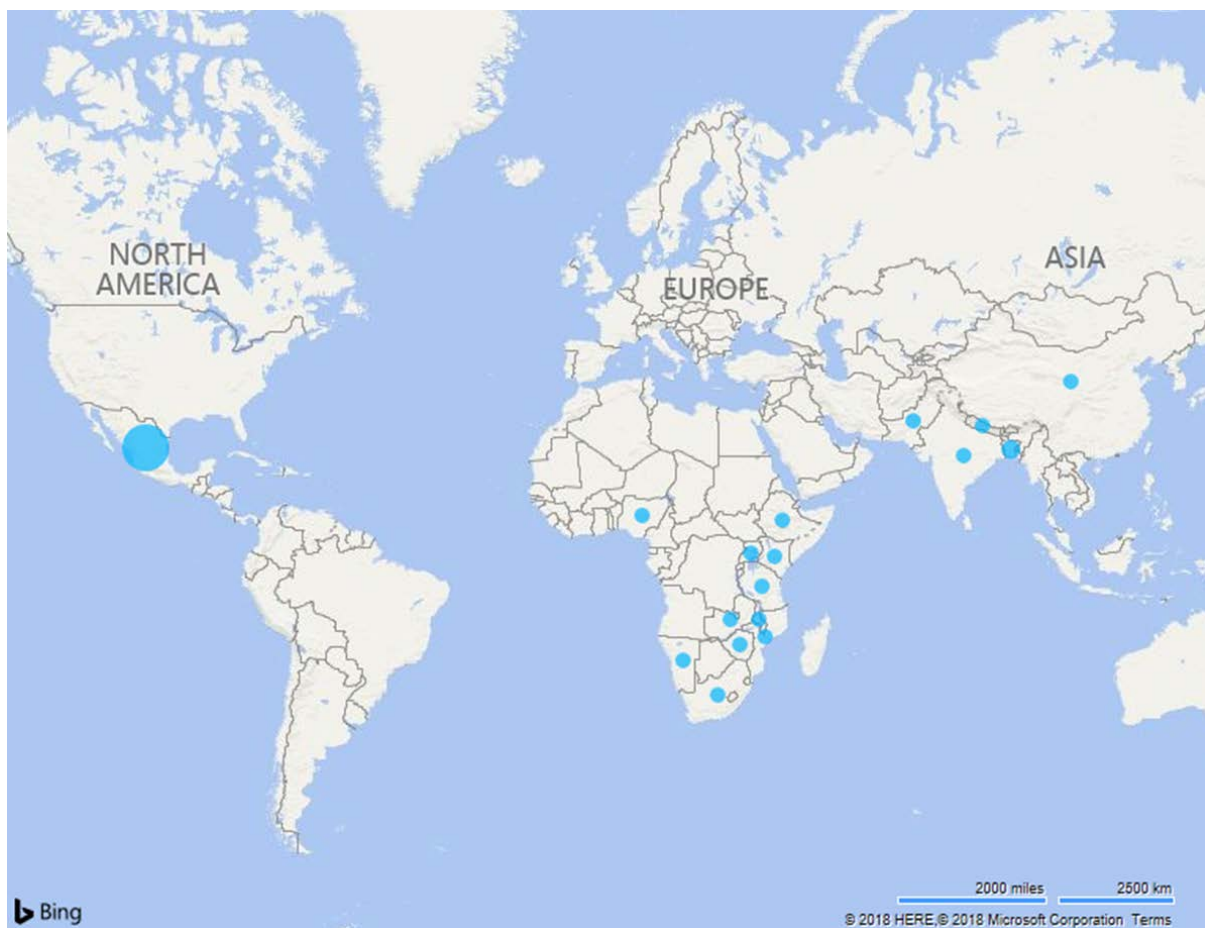 NORTH
AMERICA
EUROPE
ASIA
2000 miles
2500 km
Bing
© 2018 HERE,© 2018 Microsoft Corporation Terms